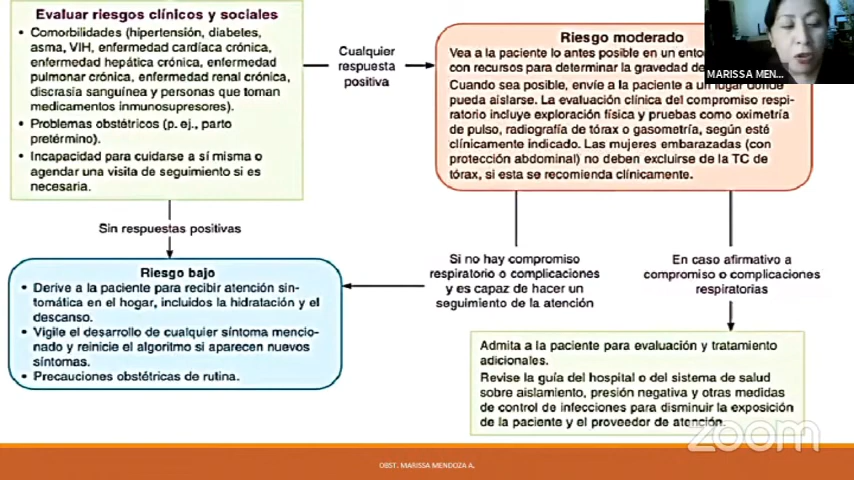 Evaluar riesgos clínicos y sociales
• Comorbilidades (hipertensión, diabetes,
asma, VIH, enfermedad cardíaca crónica,
enfermedad hepática crónica, enfermedad
pulmonar crónica, enfermedad renal crónica,
discrasia sanguínea y personas que toman
medicamentos inmunosupresores).
• Problemas obstétricos (p. ej., parto
pretérmino).
• Incapacidad para cuidarse a sí misma o
agendar una visita de seguimiento si es
necesaria.
Cualquier
respuesta
positiva
Riesgo moderado
Vea a la paciente lo antes posible en un
con recursos para determinar la gravedad
Cuando sea posible, envíe a la paciente a un lugar donde
pueda aislarse. La evaluación clínica del compromiso respi-
ratorio incluye exploración física y pruebas como oximetría
de pulso, radiografía de tórax o gasometría, según esté
clínicamente indicado. Las mujeres embarazadas (con
protección abdominal) no deben excluirse de la TC de
tórax, si esta se recomienda clínicamente.
MARISSA MEN...
Sin respuestas positivas
Riesgo bajo
• Derive a la paciente para recibir atención sin-
tomática en el hogar, incluidos la hidratación y el
descanso.
• Vigile el desarrollo de cualquier síntoma mencio-
nado y reinicie el algoritmo si aparecen nuevos
síntomas.
• Precauciones obstétricas de rutina.
Si no hay compromiso
respiratorio o complicaciones
y es capaz de hacer un
seguimiento de la atención
En caso afirmativo a
compromiso o complicaciones
respiratorias
Admita a la paciente para evaluación y tratamiento
adicionales.
Revise la guía del hospital o del sistema de salud
sobre aislamiento, presión negativa y otras medidas
de control de infecciones para disminuir la exposición
de la paciente y el proveedor de atención.
zoom
OBST. MARISSA MENDOZA A.